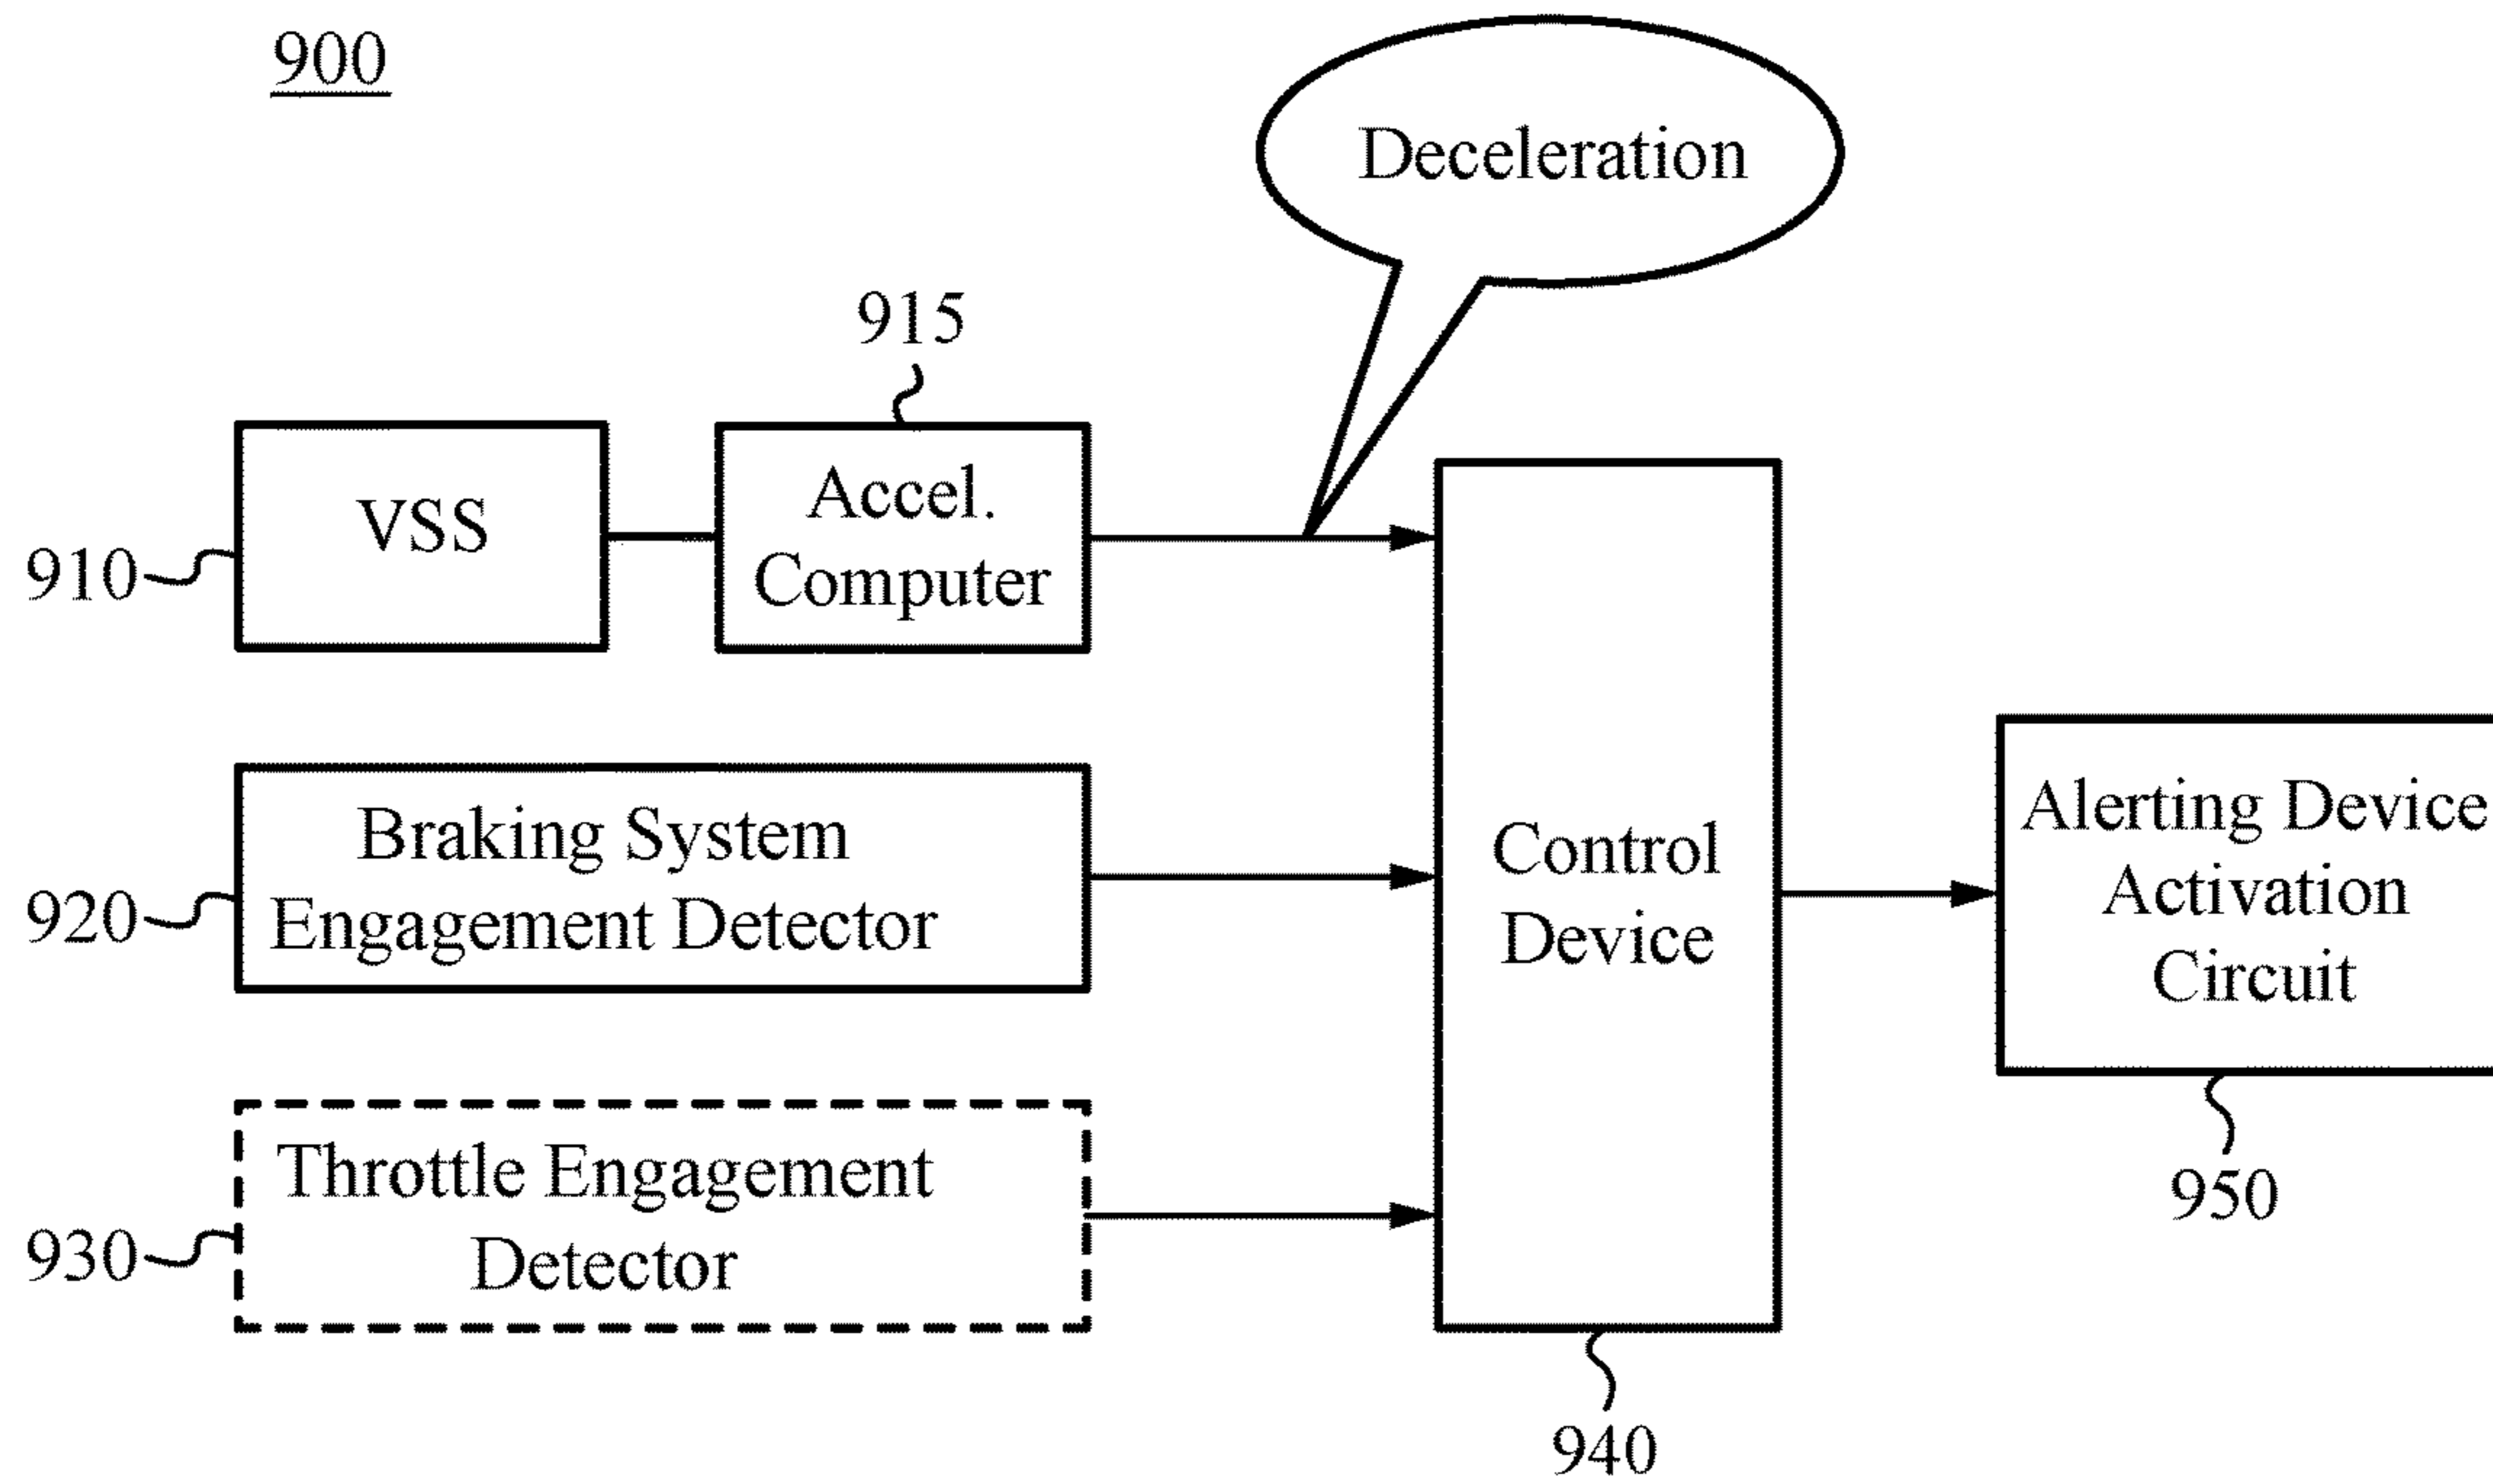 900
Deceleration
915
VSS
Accel.
Computer
910
Braking System
Engagement Detector
920
Control
Device
Alerting Device
Activation
Circuit
Throttle Engagement
Detector
930
950
940